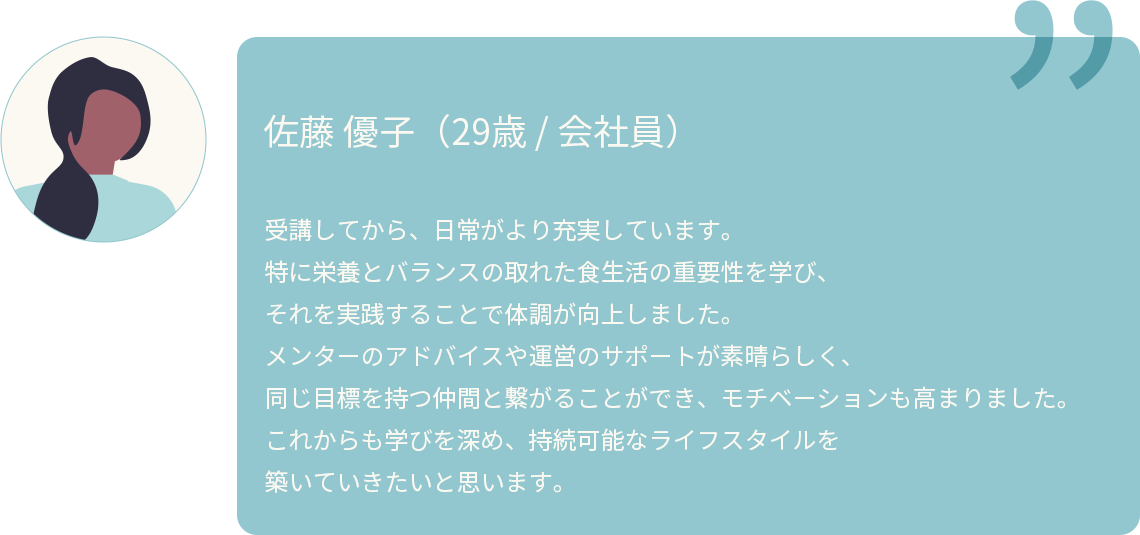 佐藤 優子（29歳 / 会社員）
受講してから、日常がより充実しています。
特に栄養とバランスの取れた食生活の重要性を学び、
それを実践することで体調が向上しました。
メンターのアドバイスや運営のサポートが素晴らしく、
同じ目標を持つ仲間と繋がることができ、モチベーションも高まりました。
これからも学びを深め、持続可能なライフスタイルを
築いていきたいと思います。